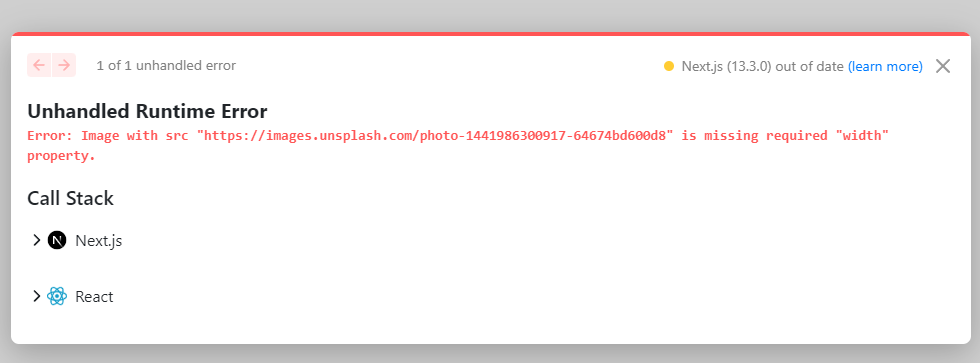 1 of 1 unhandled error
Next.js (13.3.0) out of date (learn more)
Unhandled Runtime Error
Error: Image with src "https://images.unsplash.com/photo-1441986300917-64674bd600d8" is missing required "width"
property.
Call Stack
Next.js
React